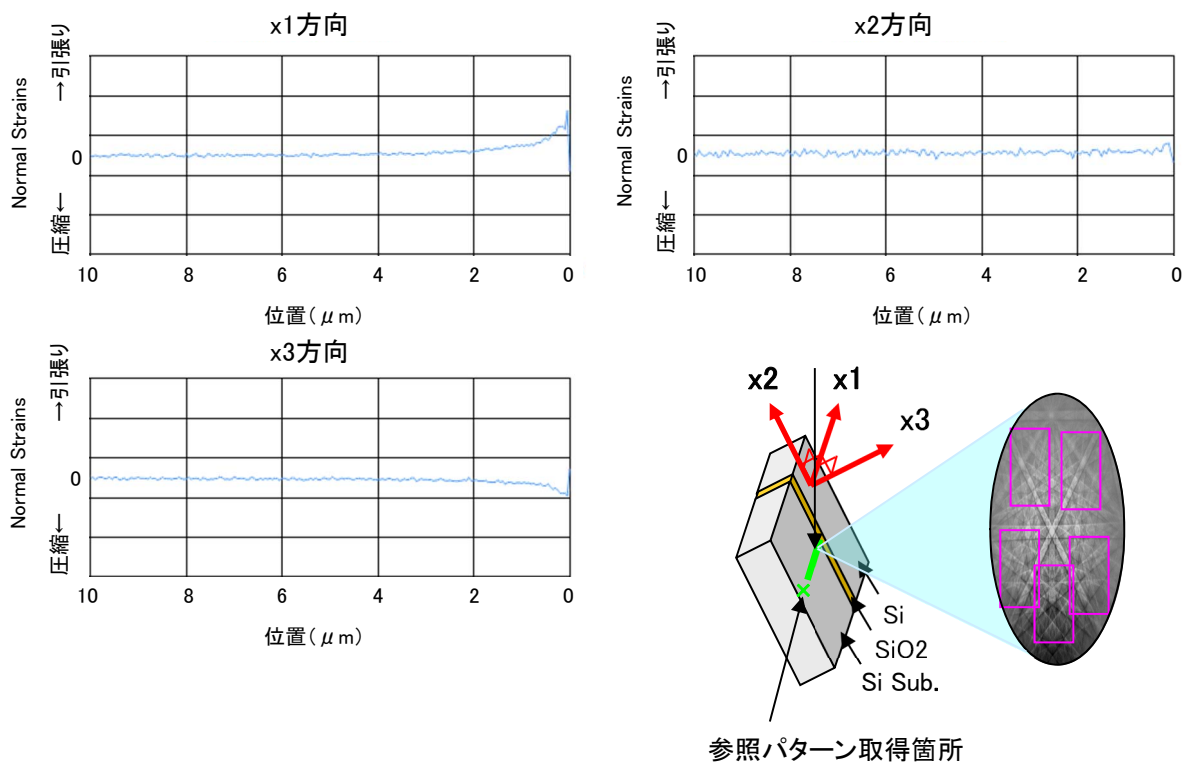 x1方向
Normal Strains
圧縮← →引張り
0
10 8 6 4 2 0
位置(μm)
x2方向
Normal Strains
圧縮← →引張り
0
10 8 6 4 2 0
位置(μm)
x3方向
Normal Strains
圧縮← →引張り
0
10 8 6 4 2 0
位置(μm)
x2 x1
x3
Si
SiO2
Si Sub.
参照パターン取得箇所